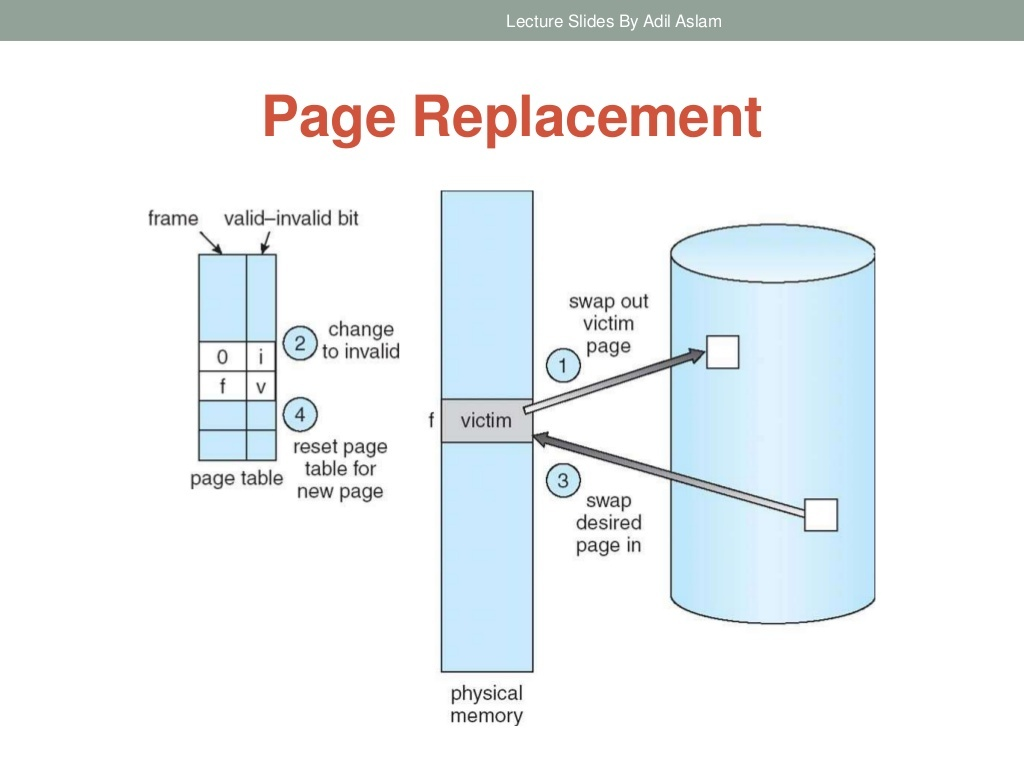 Lecture Slides By Adil Aslam
Page Replacement
frame
valid–invalid bit
0
i
f
v
2
change
to invalid
4
reset page
table for
new page
page table
f
victim
physical
memory
swap out
victim
page
1
3
swap
desired
page in